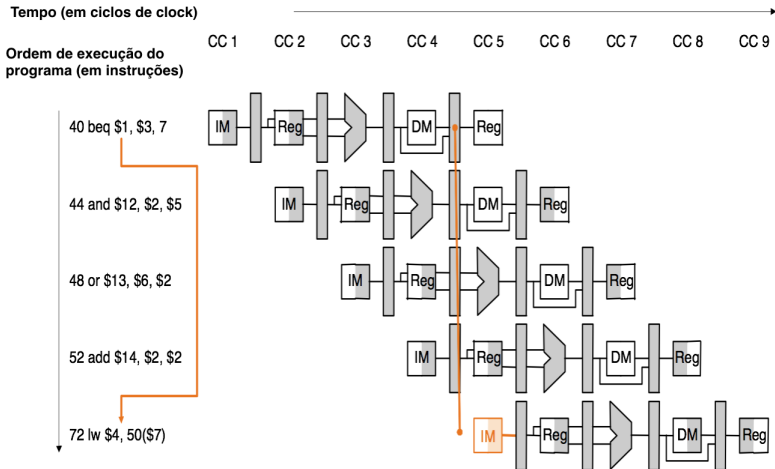 Tempo (em ciclos de clock)
CC 1 CC 2 CC 3 CC 4 CC 5 CC 6 CC 7 CC 8 CC 9
Ordem de execução do
programa (em instruções)
40 beq $1, $3, 7
IM Reg DM Reg
44 and $12, $2, $5
IM Reg DM Reg
48 or $13, $6, $2
IM Reg DM Reg
52 add $14, $2, $2
IM Reg DM Reg
72 lw $4, 50($7)
IM Reg DM Reg